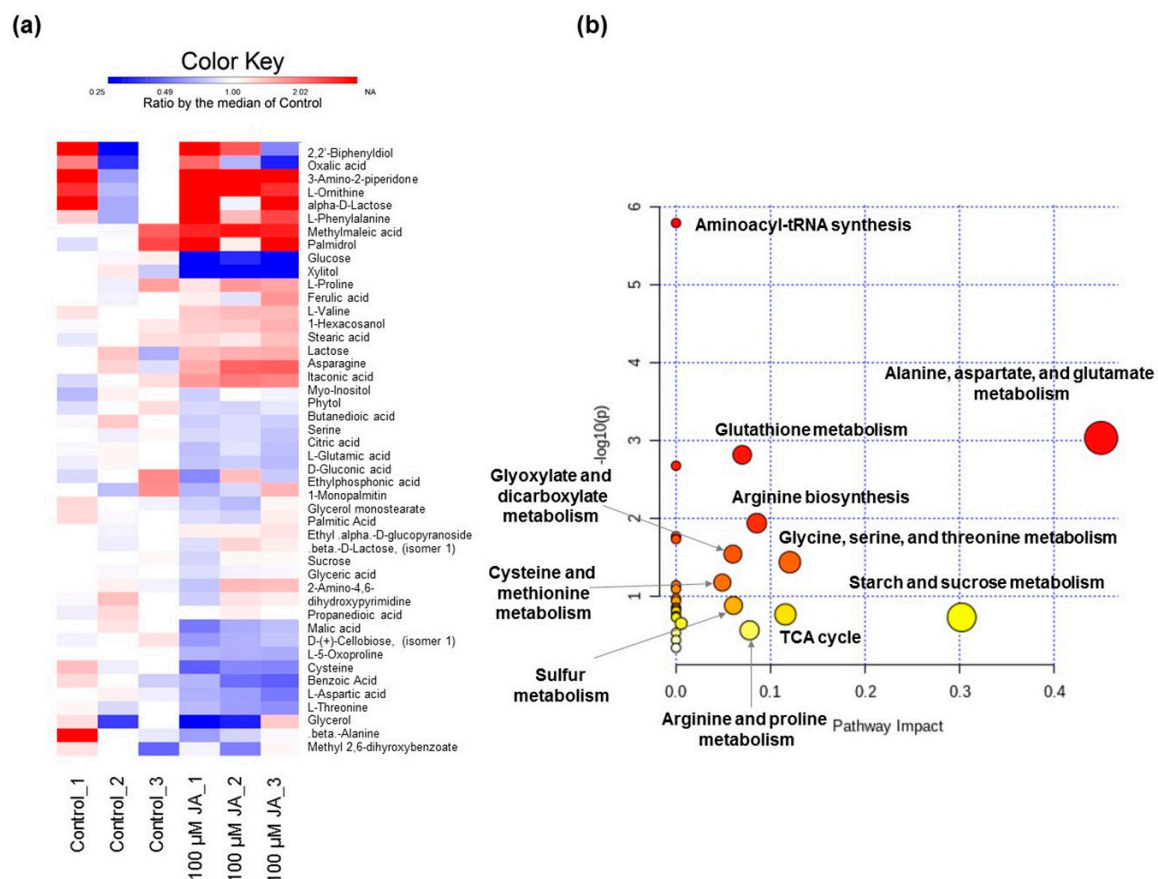 (a)
Color Key
0.25 0.49 1.00 2.02 NA
Ratio by the median of Control
2,2'-Biphenyldiol
Oxalic acid
3-Amino-2-piperidone
L-Ornithine
alpha-D-Lactose
L-Phenylalanine
Methylmaleic acid
Palmidrol
Glucose
Xylitol
L-Proline
Ferulic acid
L-Valine
1-Hexacosanol
Stearic acid
Lactose
Asparagine
Itaconic acid
Myo-Inositol
Phytol
Butanedioic acid
Serine
Citric acid
L-Glutamic acid
D-Gluconic acid
Ethylphosphonic acid
1-Monopalmitin
Glycerol monostearate
Palmitic Acid
Ethyl .alpha.-D-glucopyranoside
.beta.-D-Lactose, (isomer 1)
Sucrose
Glyceric acid
2-Amino-4,6-
dihydroxypyrimidine
Propanedioic acid
Malic acid
D-(+)-Cellobiose, (isomer 1)
L-5-Oxoproline
Cysteine
Benzoic Acid
L-Aspartic acid
L-Threonine
Glycerol
.beta.-Alanine
Methyl 2,6-dihyroxybenzoate
Control_1
Control_2
Control_3
100 µM JA_1
100 µM JA_2
100 µM JA_3
(b)
6
5
4
3
2
1
-log10(p)
Aminoacyl-tRNA synthesis
Alanine, aspartate, and glutamate
metabolism
Glutathione metabolism
Glyoxylate and
dicarboxylate
metabolism
Arginine biosynthesis
Glycine, serine, and threonine metabolism
Cysteine and
methionine
metabolism
Starch and sucrose metabolism
TCA cycle
Sulfur
metabolism
Arginine and proline
metabolism
0.0 0.1 0.2 0.3 0.4
Pathway Impact